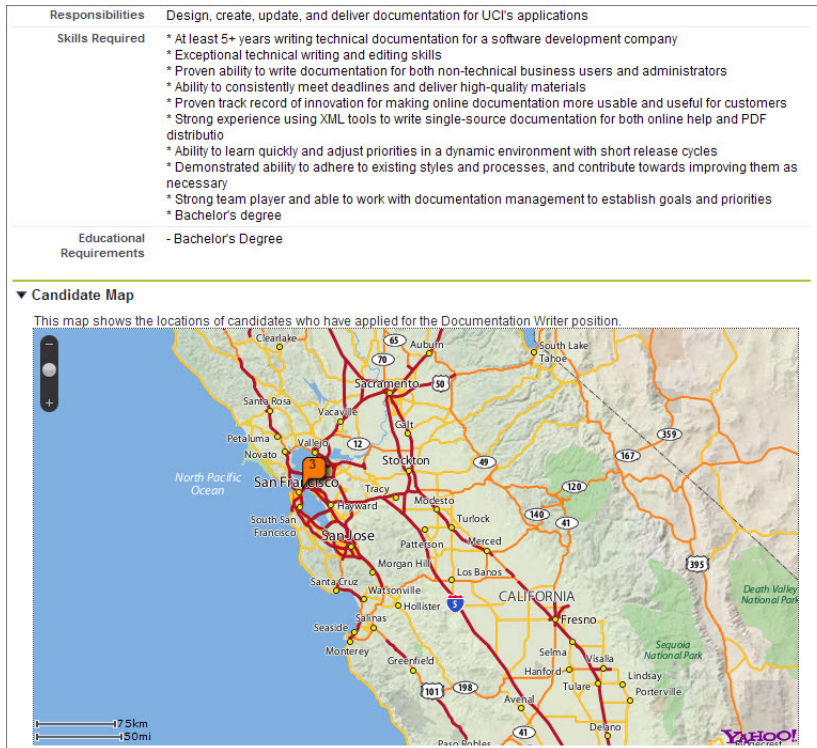 Responsibilities Design, create, update, and deliver documentation for UCI's applications
Skills Required * At least 5+ years writing technical documentation for a software development company
* Exceptional technical writing and editing skills
* Proven ability to write documentation for both non-technical business users and administrators
* Ability to consistently meet deadlines and deliver high-quality materials
* Proven track record of innovation for making online documentation more usable and useful for customers
* Strong experience using XML tools to write single-source documentation for both online help and PDF
distributio
* Ability to learn quickly and adjust priorities in a dynamic environment with short release cycles
* Demonstrated ability to adhere to existing styles and processes, and contribute towards improving them as
necessary
* Strong team player and able to work with documentation management to establish goals and priorities
* Bachelor's degree
Educational - Bachelor's Degree
Requirements
▼ Candidate Map
This map shows the locations of candidates who have applied for the Documentation Writer position.
Clearlake
65
Auburn
South Lake
Tahoe
70
Sacramento
50
Santa Rosa
Vacaville
Galt
Petaluma
Vallejo
12
359
Novato
167
3
Stockton
49
North Pacific
Ocean
San Francisco
Tracy
120
Hayward
Modesto
140
41
South San
Francisco
San Jose
Turlock
Patterson
Merced
395
Morgan Hill
Los Banos
Santa Cruz
Watsonville
CALIFORNIA
Death Valley
National Park
Hollister
5
Salinas
Fresno
Seaside
Monterey
Selma
Visalia
Sequoia
National Park
Greenfield
Hanford
Lindsay
101
198
Tulare
Porterville
Avenal
75km
41
Delano
50mi
YAHOO!
Paso Robles